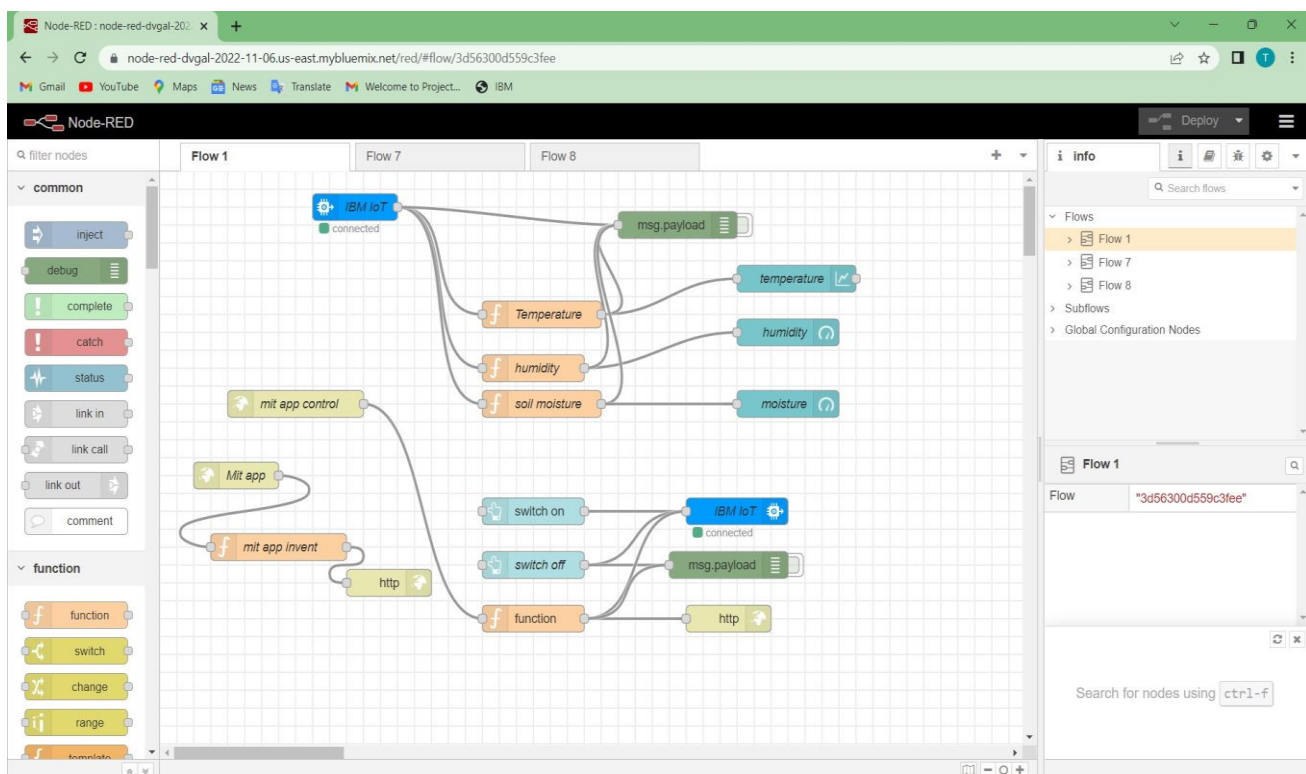 Node-RED : node-red-dvgal-202
node-red-dvgal-2022-11-06.us-east.mybluemix.net/red/#flow/3d56300d559c3fee
T
Gmail YouTube Maps News Translate Welcome to Project... IBM
Node-RED
Deploy
filter nodes
Flow 1 Flow 7 Flow 8
i info
i
common
Search flows
inject
debug
complete
catch
status
link in
link call
link out
comment
function
function
switch
change
range
template
IBM IoT
connected
msg.payload
temperature
Temperature
humidity
humidity
soil moisture
moisture
mit app control
Mit app
mit app invent
http
switch on
IBM IoT
connected
switch off
msg.payload
function
http
Flows
Flow 1
Flow 7
Flow 8
Subflows
Global Configuration Nodes
Flow 1
Flow "3d56300d559c3fee"
Search for nodes using ctrl-f